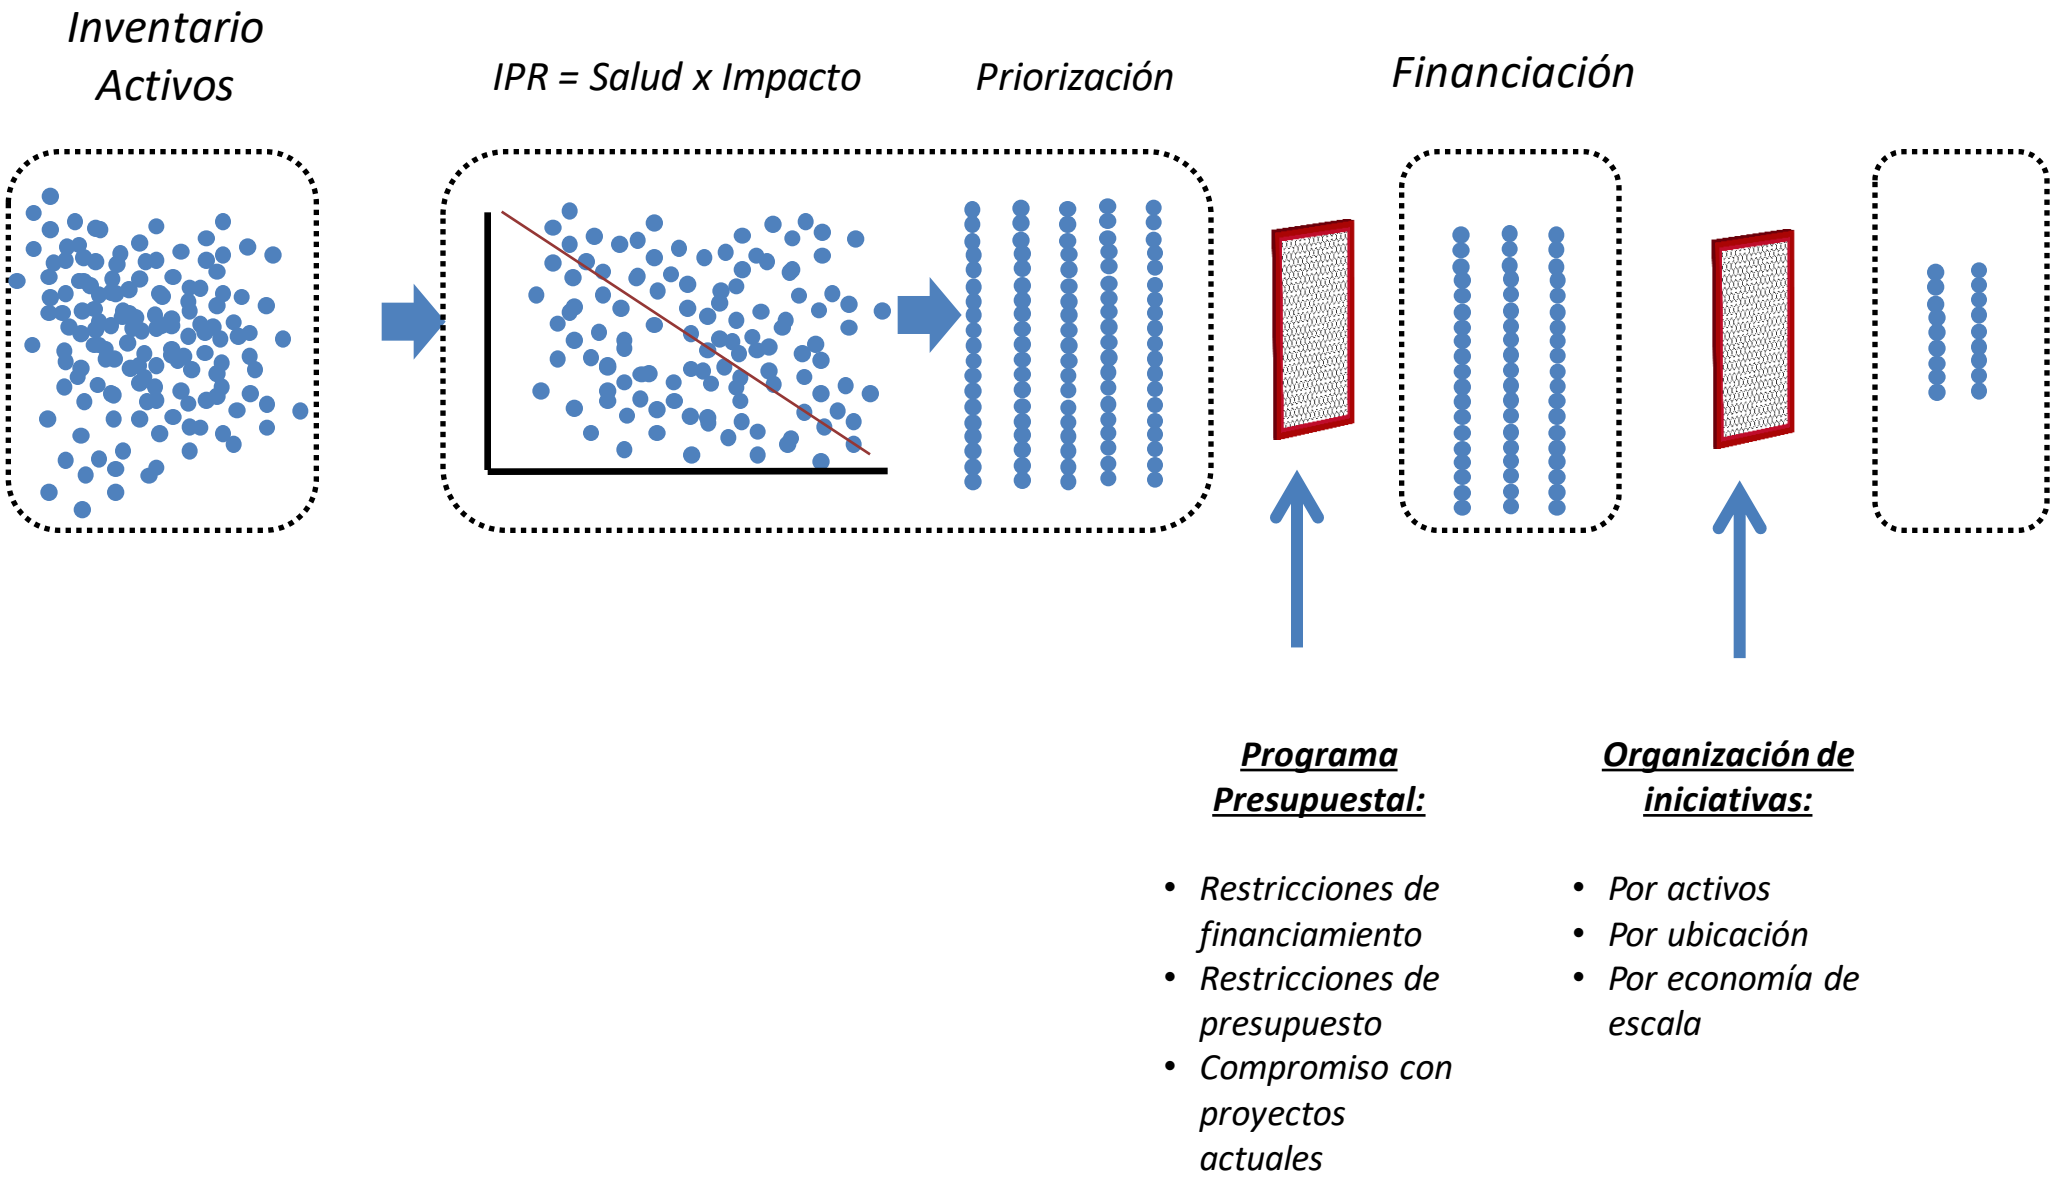 Inventario
Activos
IPR = Salud x Impacto
Priorización
Financiación
Programa
Presupuestal:
• Restricciones de
financiamiento
• Restricciones de
presupuesto
• Compromiso con
proyectos
actuales
Organización de
iniciativas:
• Por activos
• Por ubicación
• Por economía de
escala